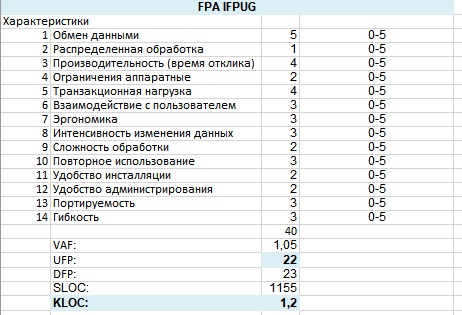 FPA IFPUG
Характеристики
1 Обмен данными 5 0-5
2 Распределенная обработка 1 0-5
3 Производительность (время отклика) 4 0-5
4 Ограничения аппаратные 2 0-5
5 Транзакционная нагрузка 4 0-5
6 Взаимодействие с пользователем 3 0-5
7 Эргономика 3 0-5
8 Интенсивность изменения данных 3 0-5
9 Сложность обработки 2 0-5
10 Повторное использование 3 0-5
11 Удобство инсталляции 2 0-5
12 Удобство администрирования 2 0-5
13 Портируемость 3 0-5
14 Гибкость 3 0-5
40
VAF: 1,05
UFP: 22
DFP: 23
SLOC: 1155
KLOC: 1,2